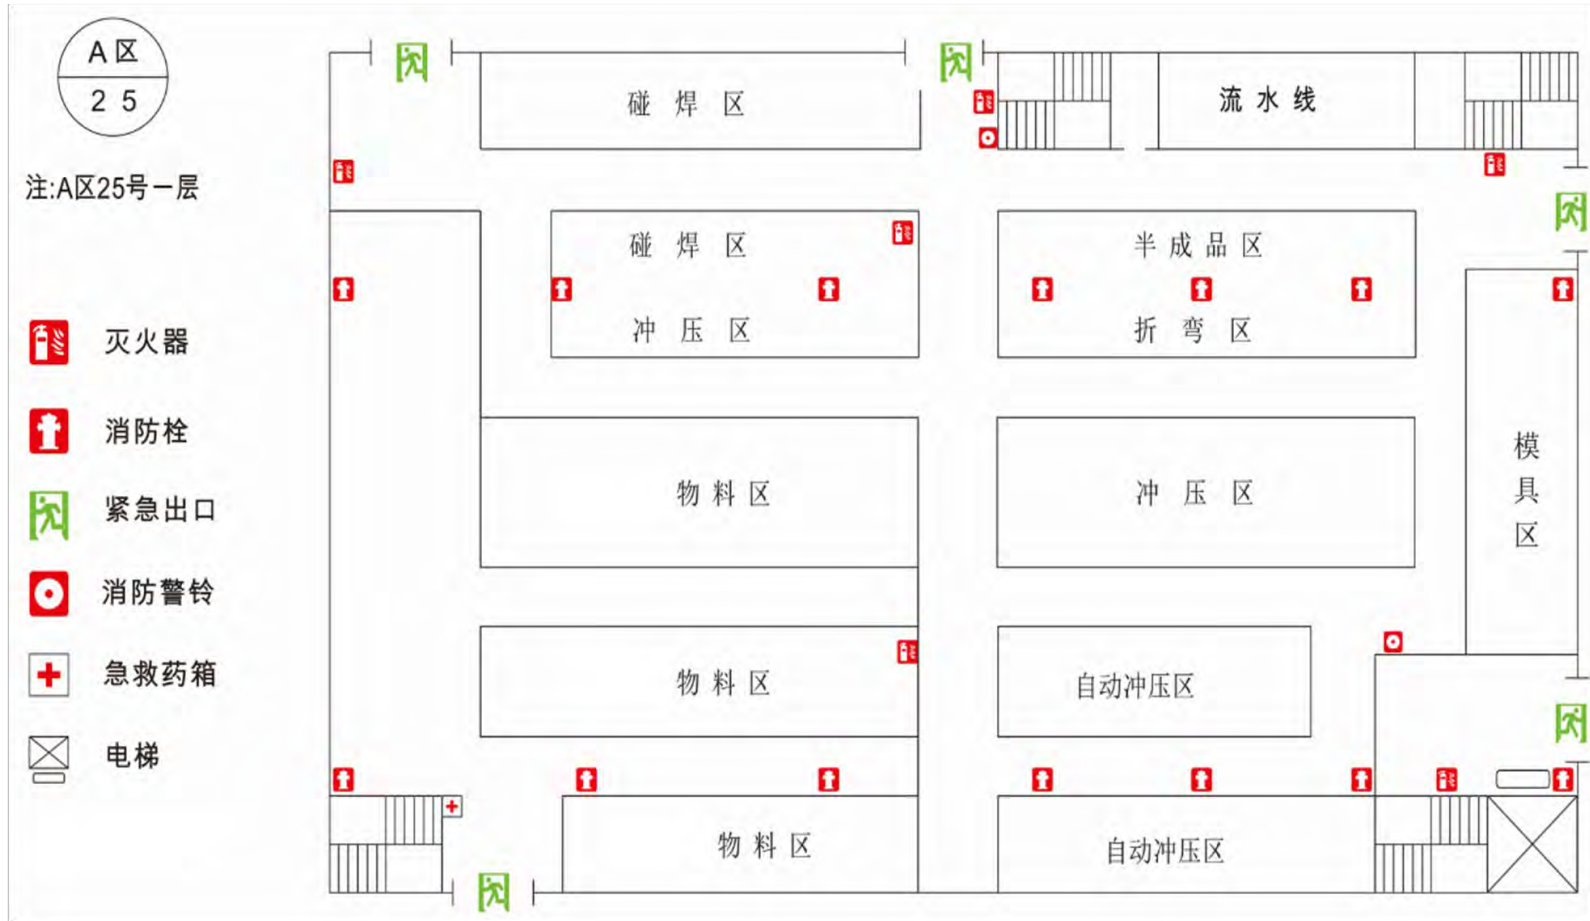 A区
25
注:A区25号一层
灭火器
消防栓
紧急出口
消防警铃
急救药箱
电梯
碰焊区
流水线
碰焊区
半成品区
冲压区
折弯区
物料区
冲压区
模具区
物料区
自动冲压区
物料区
自动冲压区